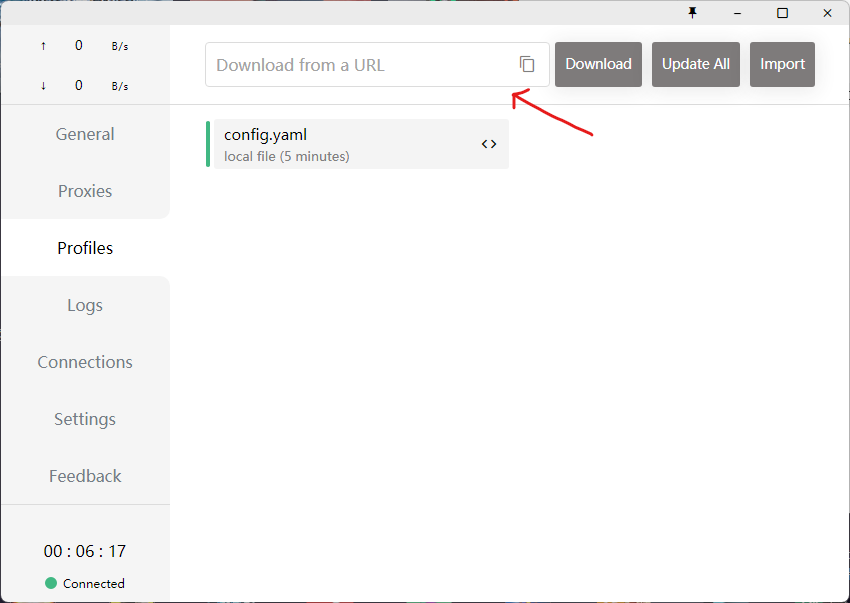 ↑ 0 B/s
↓ 0 B/s
Download from a URL
Download
Update All
Import
General
Proxies
Profiles
Logs
Connections
Settings
Feedback
config.yaml
local file (5 minutes)
<>
00 : 06 : 17
Connected